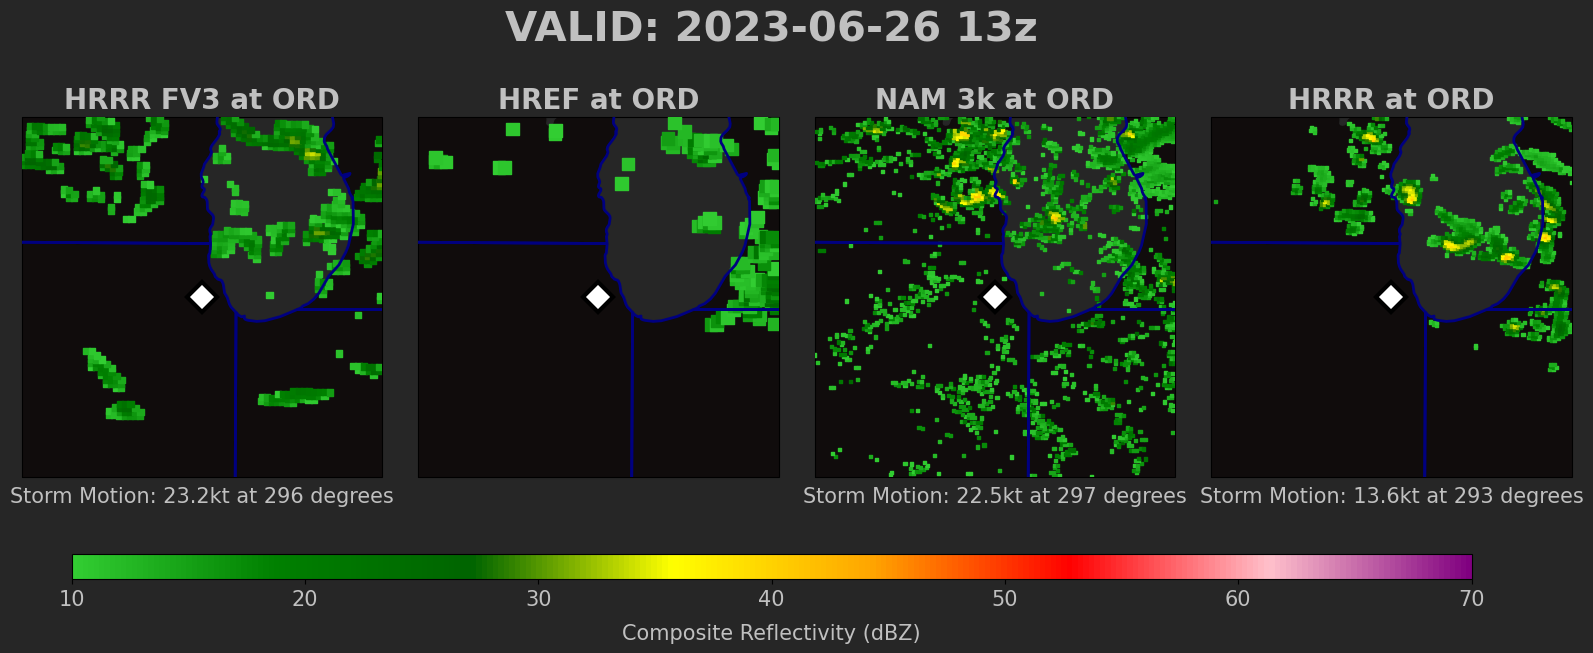 VALID: 2023-06-26 13z
HRRR FV3 at ORD
HREF at ORD
NAM 3k at ORD
HRRR at ORD
Storm Motion: 23.2kt at 296 degrees
Storm Motion: 22.5kt at 297 degrees
Storm Motion: 13.6kt at 293 degrees
10 20 30 40 50 60 70
Composite Reflectivity (dBZ)